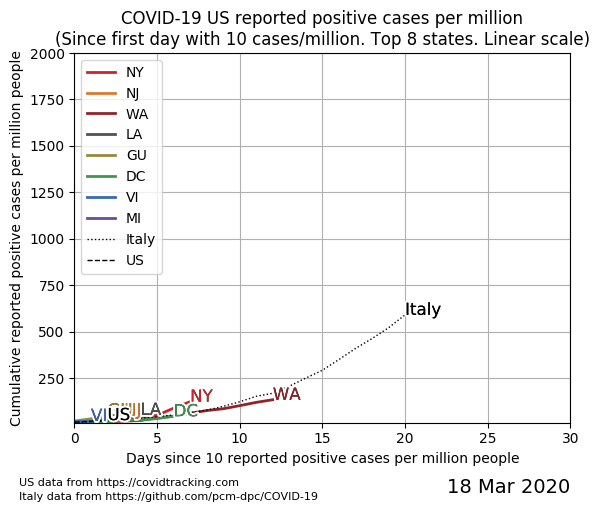 COVID-19 US reported positive cases per million
(Since first day with 10 cases/million. Top 8 states. Linear scale)
Cumulative reported positive cases per million people
2000
1750
1500
1250
1000
750
500
250
NY
NJ
WA
LA
GU
DC
VI
MI
Italy
US
Italy
NY
WA
LA
DC
VI
US
0
5
10
15
20
25
30
Days since 10 reported positive cases per million people
US data from https://covidtracking.com
Italy data from https://github.com/pcm-dpc/COVID-19
18 Mar 2020